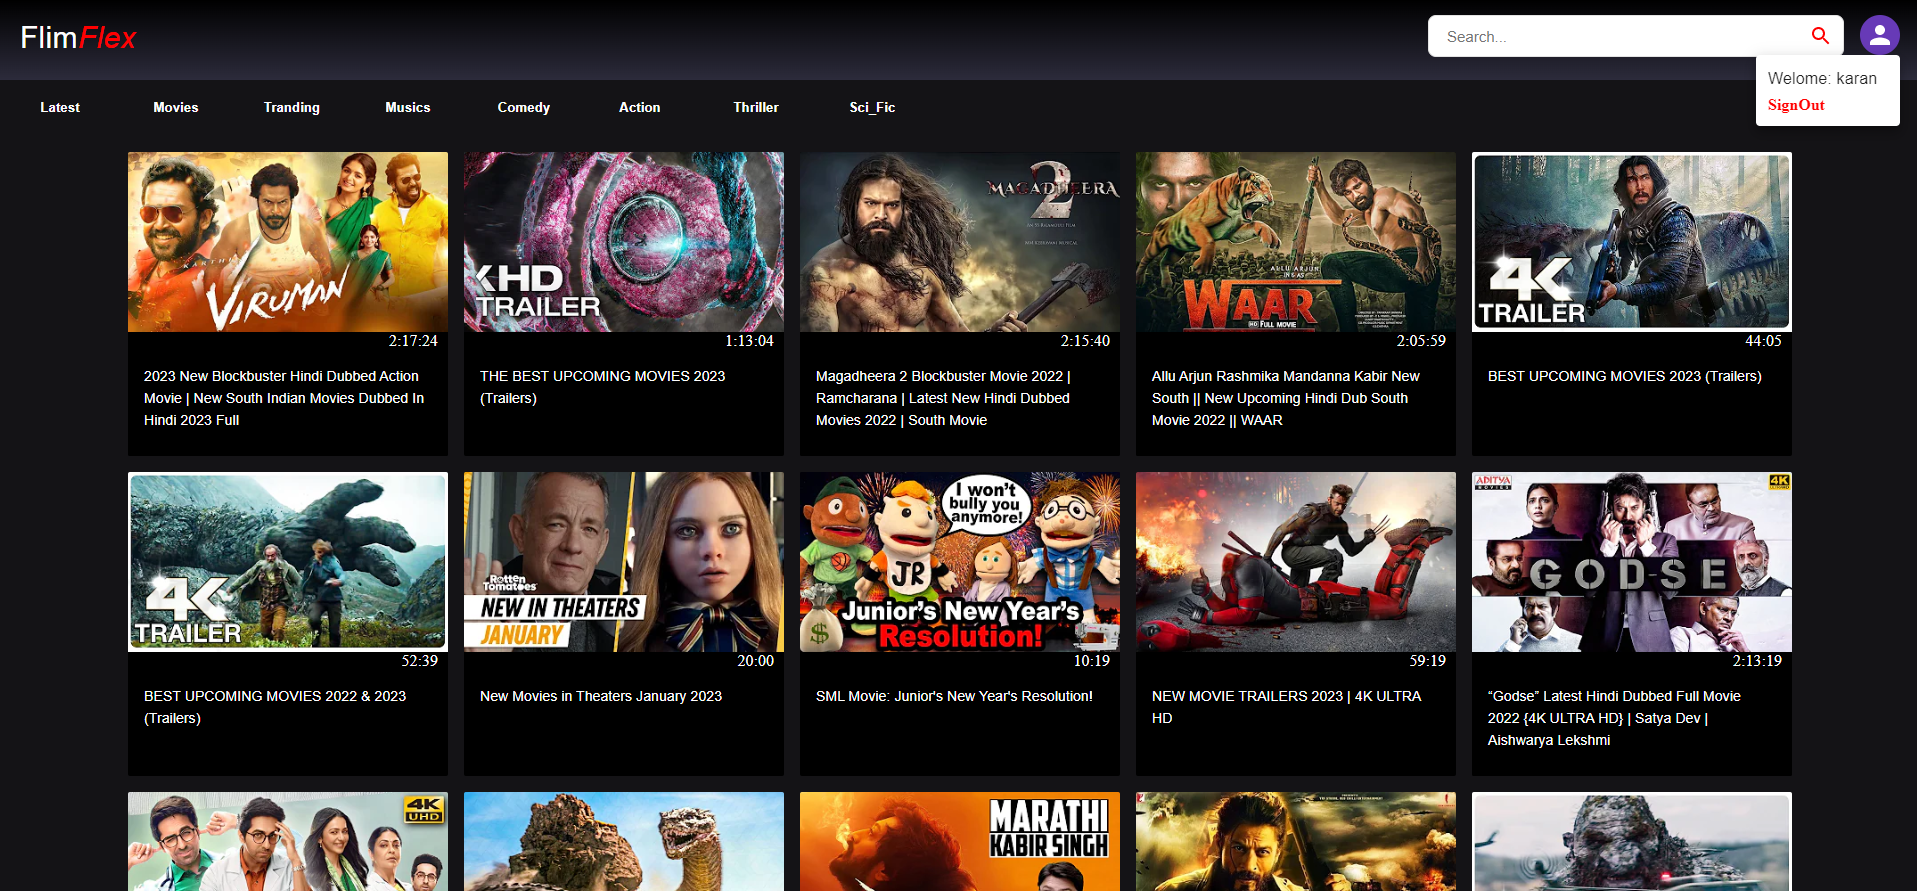 FlimFlex
Search...
Welome: karan
SignOut
Latest
Movies
Tranding
Musics
Comedy
Action
Thriller
Sci_Fic
KARTHI
VIRUMAN
2:17:24
2023 New Blockbuster Hindi Dubbed Action
Movie | New South Indian Movies Dubbed In
Hindi 2023 Full
KHD
TRAILER
1:13:04
THE BEST UPCOMING MOVIES 2023
(Trailers)
MAGADHEERA
2
2:15:40
Magadheera 2 Blockbuster Movie 2022 |
Ramcharana | Latest New Hindi Dubbed
Movies 2022 | South Movie
ALLU ARJUN
WAAR
HD FULL MOVIE
2:05:59
Allu Arjun Rashmika Mandanna Kabir New
South || New Upcoming Hindi Dub South
Movie 2022 || WAAR
4K
TRAILER
44:05
BEST UPCOMING MOVIES 2023 (Trailers)
4K
TRAILER
52:39
BEST UPCOMING MOVIES 2022 & 2023
(Trailers)
Rotten
Tomatoes
NEW IN THEATERS
JANUARY
20:00
New Movies in Theaters January 2023
I won't
bully you
anymore!
JR
$
Junior's New Year's
Resolution!
10:19
SML Movie: Junior's New Year's Resolution!
59:19
NEW MOVIE TRAILERS 2023 | 4K ULTRA
HD
ADITYA
MOVIES
4K
GODSE
2:13:19
“Godse” Latest Hindi Dubbed Full Movie
2022 {4K ULTRA HD} | Satya Dev |
Aishwarya Lekshmi
4K
UHD
MARATHI
KABIR SINGH